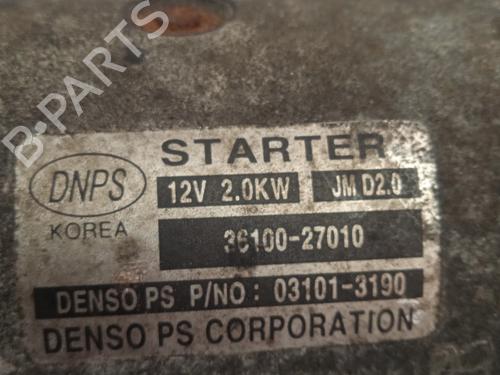 B-PARTS
STARTER
DNPS
12V 2.0KW
JM D2.0
KOREA
36100-27010
DENSO PS P/NO: 03101-3190
DENSO PS CORPORATION